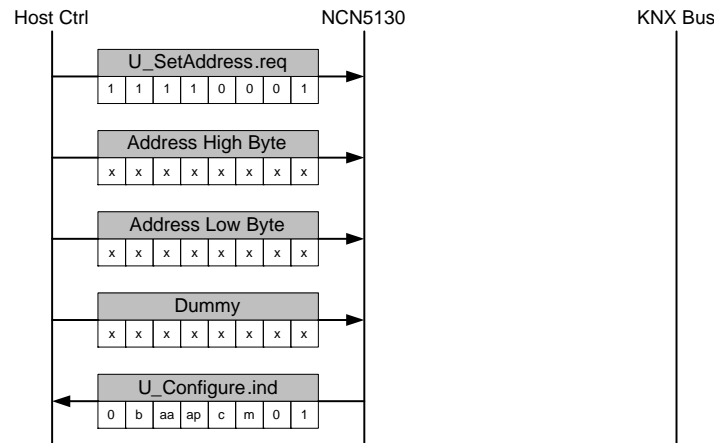 Host Ctrl NCN5130 KNX Bus
U_SetAddress.req
1 1 1 1 0 0 0 1
Address High Byte
x x x x x x x x
Address Low Byte
x x x x x x x x
Dummy
x x x x x x x x
U_Configure.ind
0 b aa ap c m 0 1